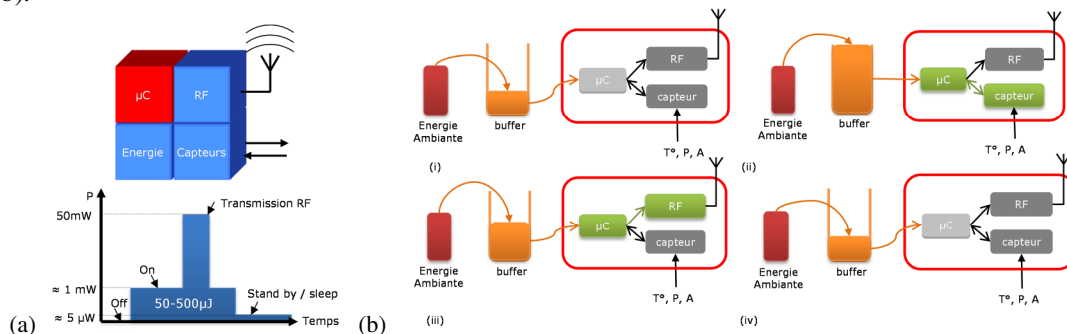 µC
RF
Energie
Capteurs
P
50mW
Transmission RF
On
≈ 1 mW
Off
50-500µJ
Stand by / sleep
≈ 5 µW
Temps
(a)
(b)
Energie
Ambiante
buffer
µC
RF
capteur
T°, P, A
(i)
Energie
Ambiante
buffer
µC
RF
capteur
T°, P, A
(ii)
Energie
Ambiante
buffer
µC
RF
capteur
T°, P, A
(iii)
Energie
Ambiante
buffer
µC
RF
capteur
T°, P, A
(iv)